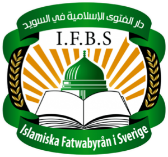 دار الفتوى الإسلامية في السويد
I.F.B.S
Islamiska Fatwabyrån i Sverige